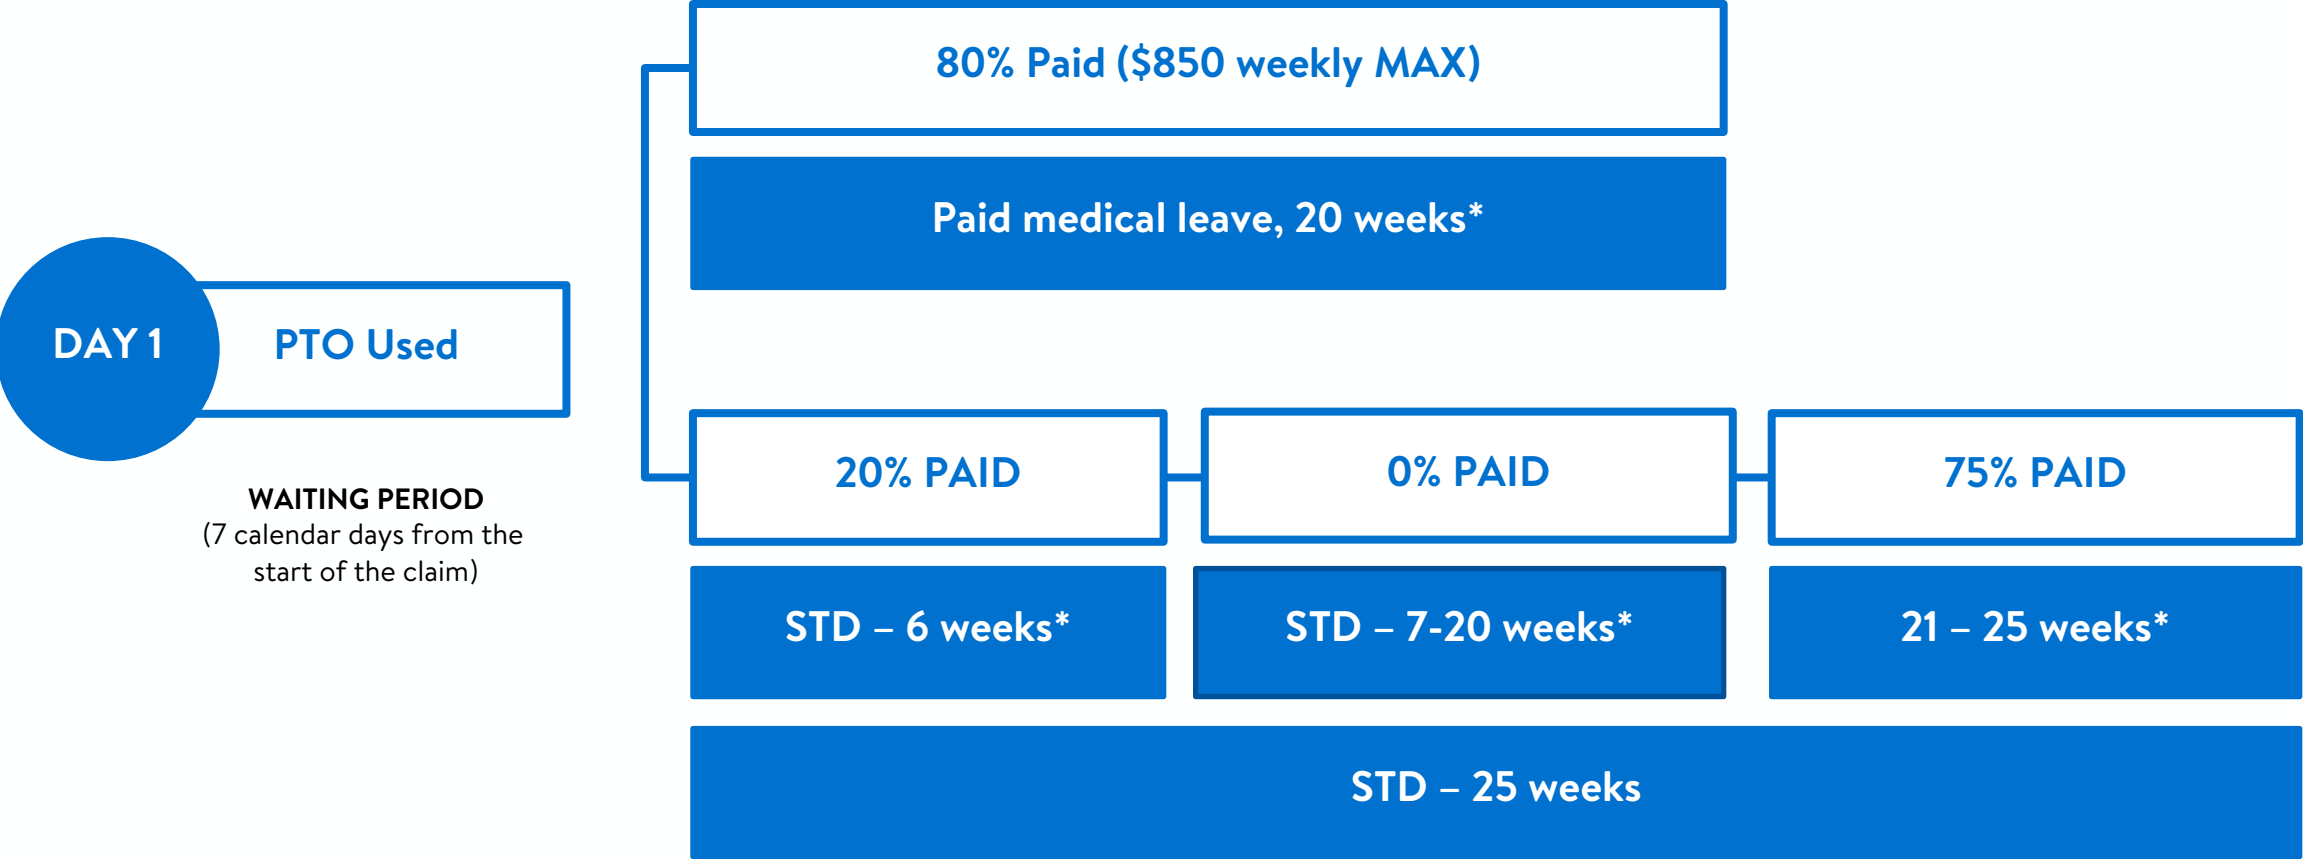 80% Paid ($850 weekly MAX)
Paid medical leave, 20 weeks*
DAY 1
PTO Used
WAITING PERIOD
(7 calendar days from the
start of the claim)
20% PAID
0% PAID
75% PAID
STD – 6 weeks*
STD – 7-20 weeks*
21 – 25 weeks*
STD – 25 weeks